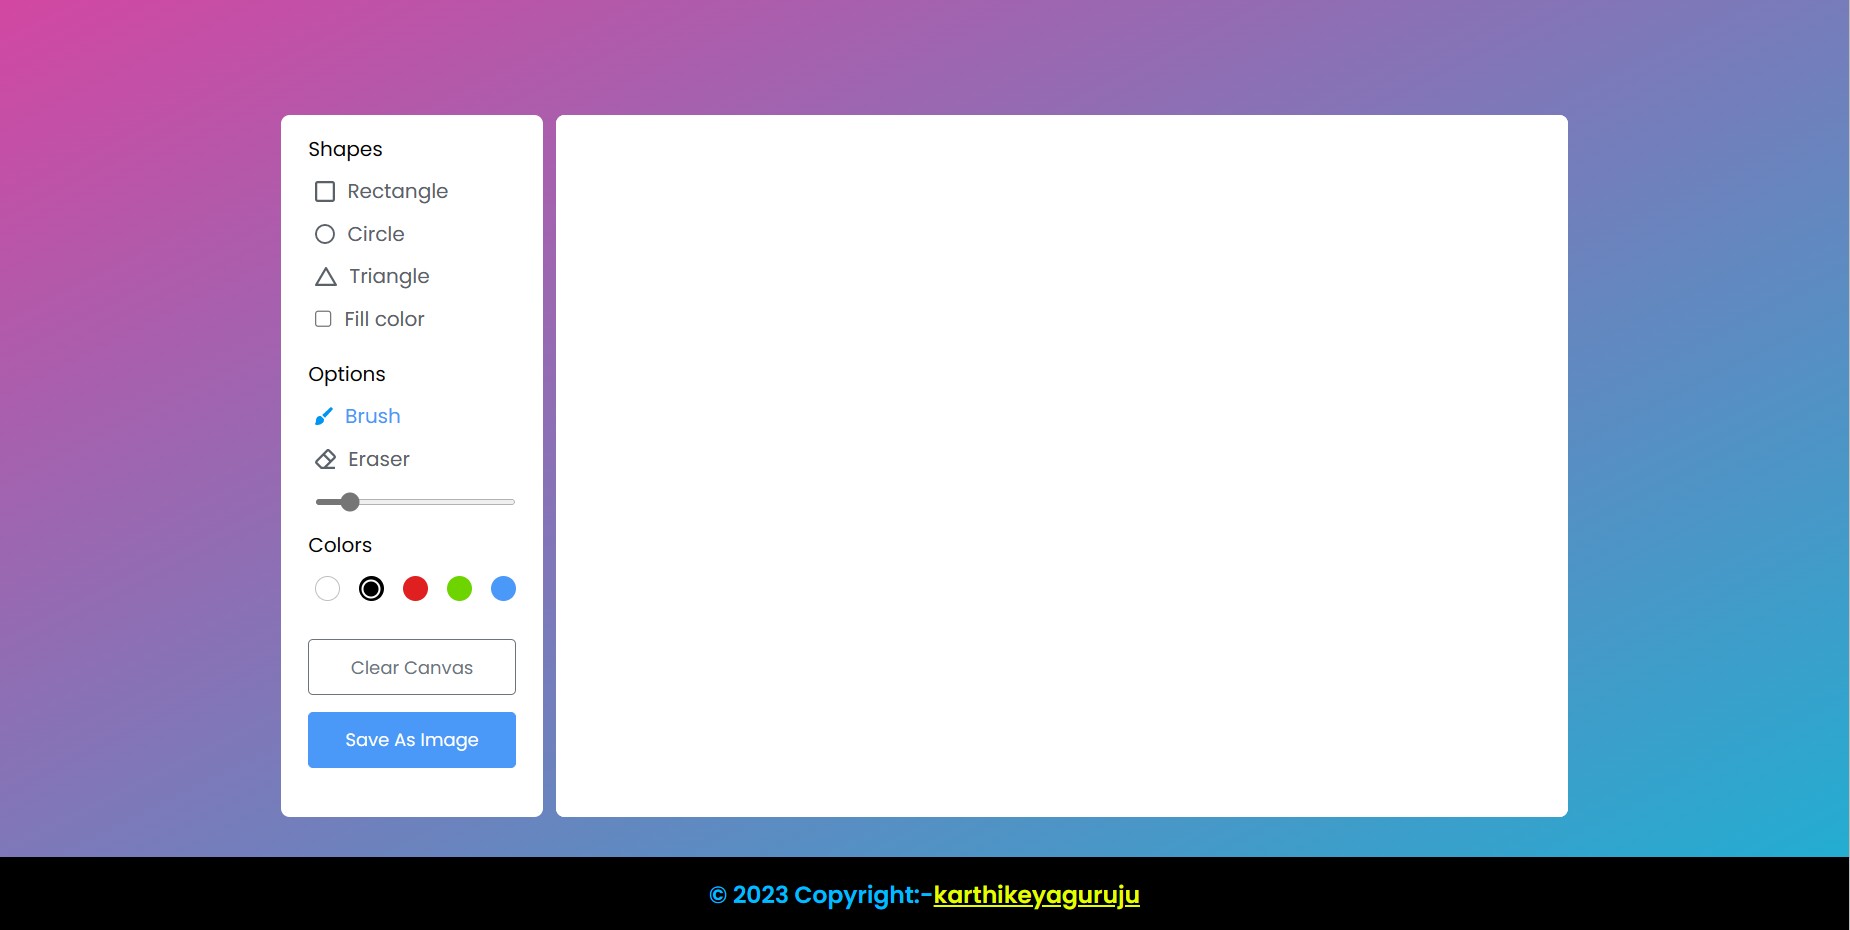 Shapes
Rectangle
Circle
Triangle
Fill color
Options
Brush
Eraser
Colors
Clear Canvas
Save As Image
© 2023 Copyright:-karthikeyaguruju